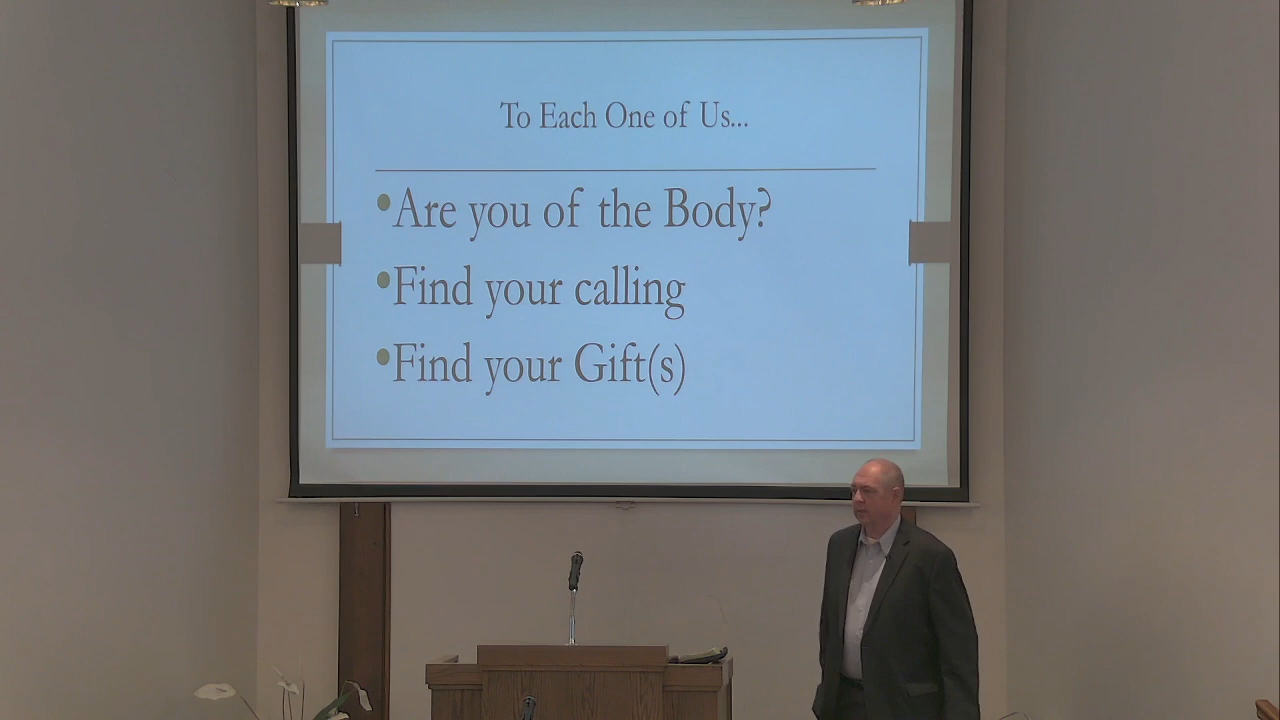 To Each One of Us...
•Are you of the Body?
•Find your calling
•Find your Gift(s)